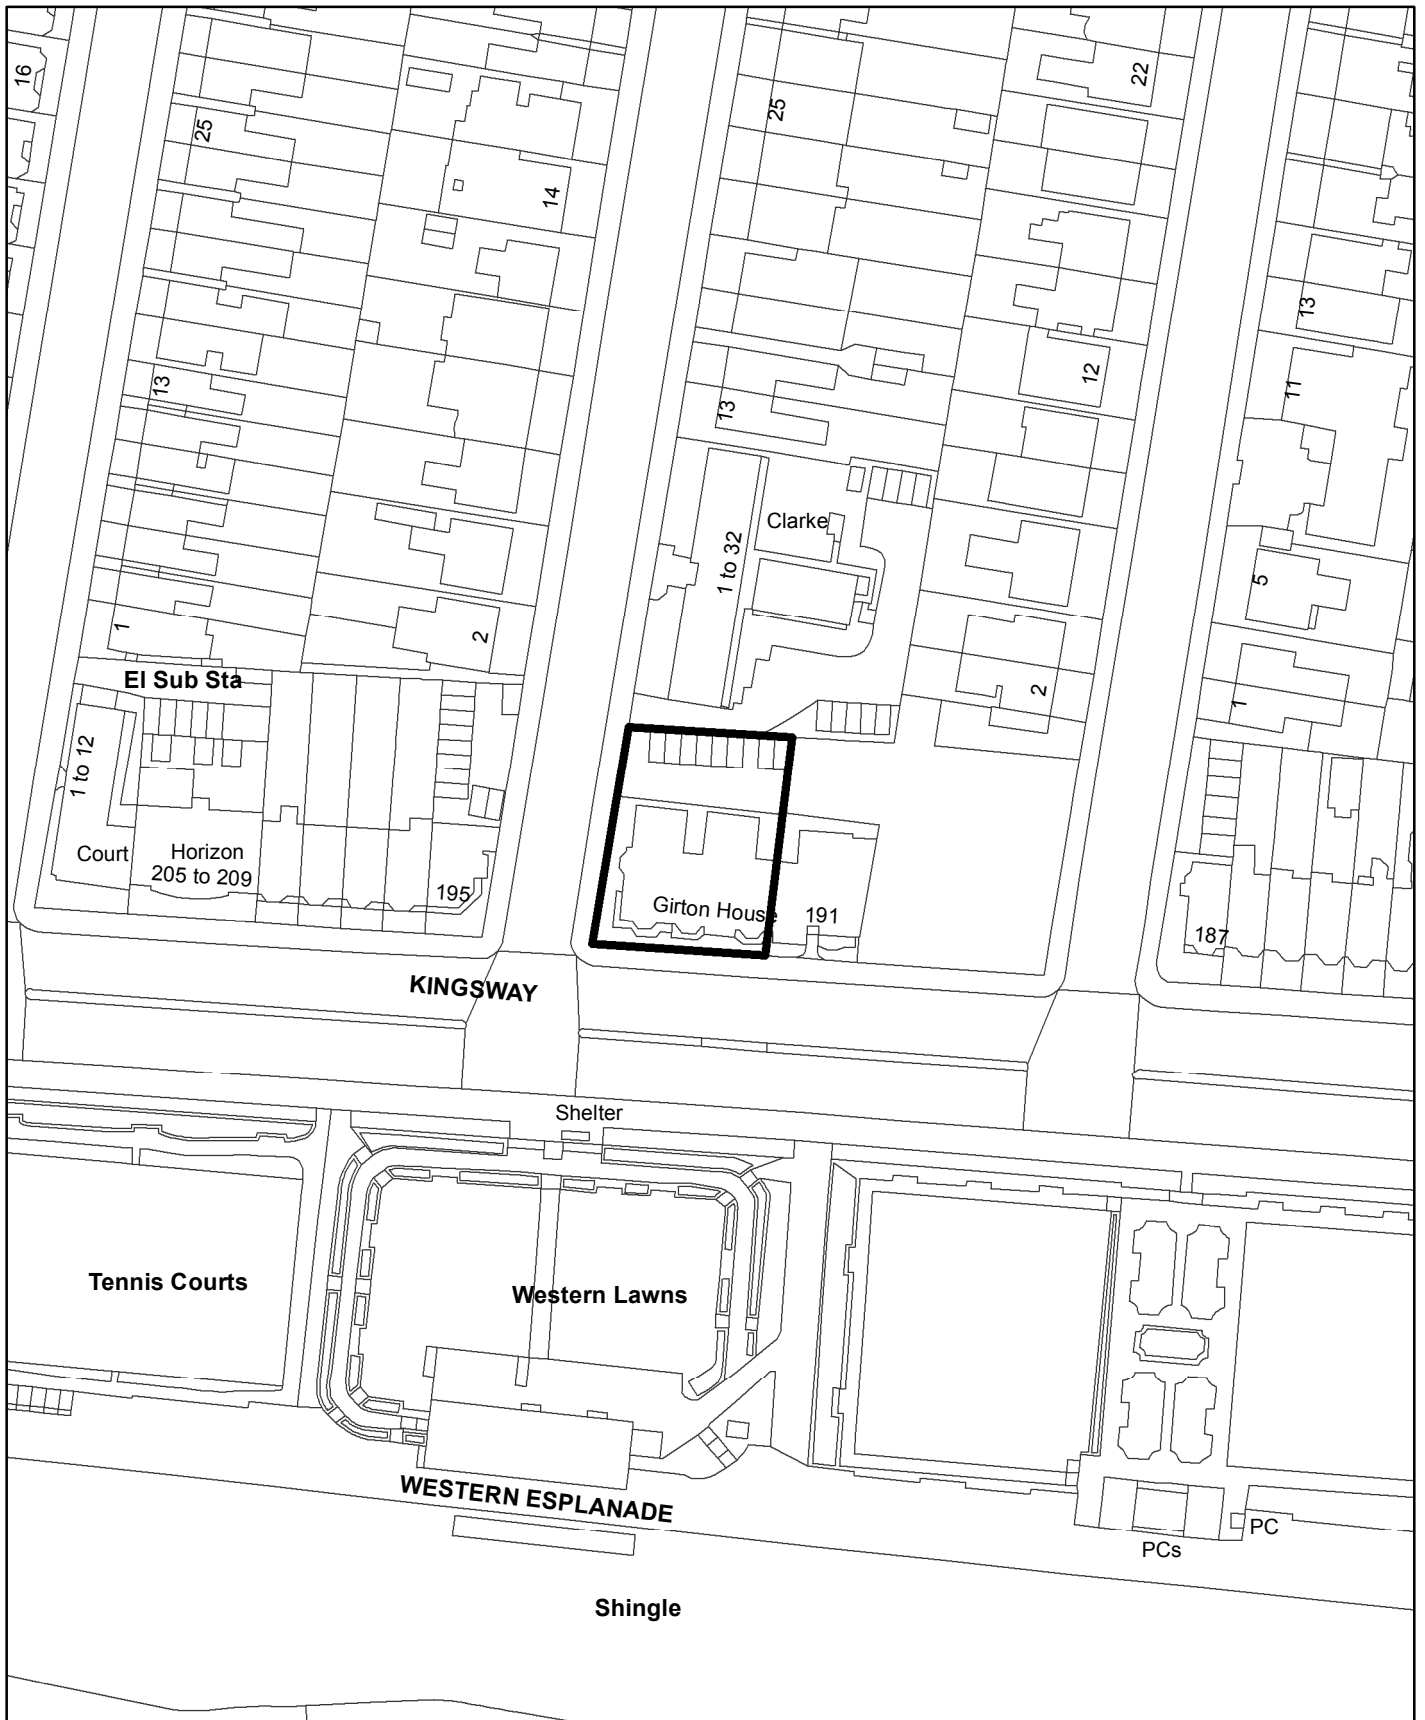 16
25
14
25
22
13
13
12
13
11
Clarke
1 to 32
5
1
2
El Sub Sta
2
1
1 to 12
Court
Horizon
205 to 209
195
Girton House
191
187
KINGSWAY
Shelter
Tennis Courts
Western Lawns
WESTERN ESPLANADE
PC
PCs
Shingle